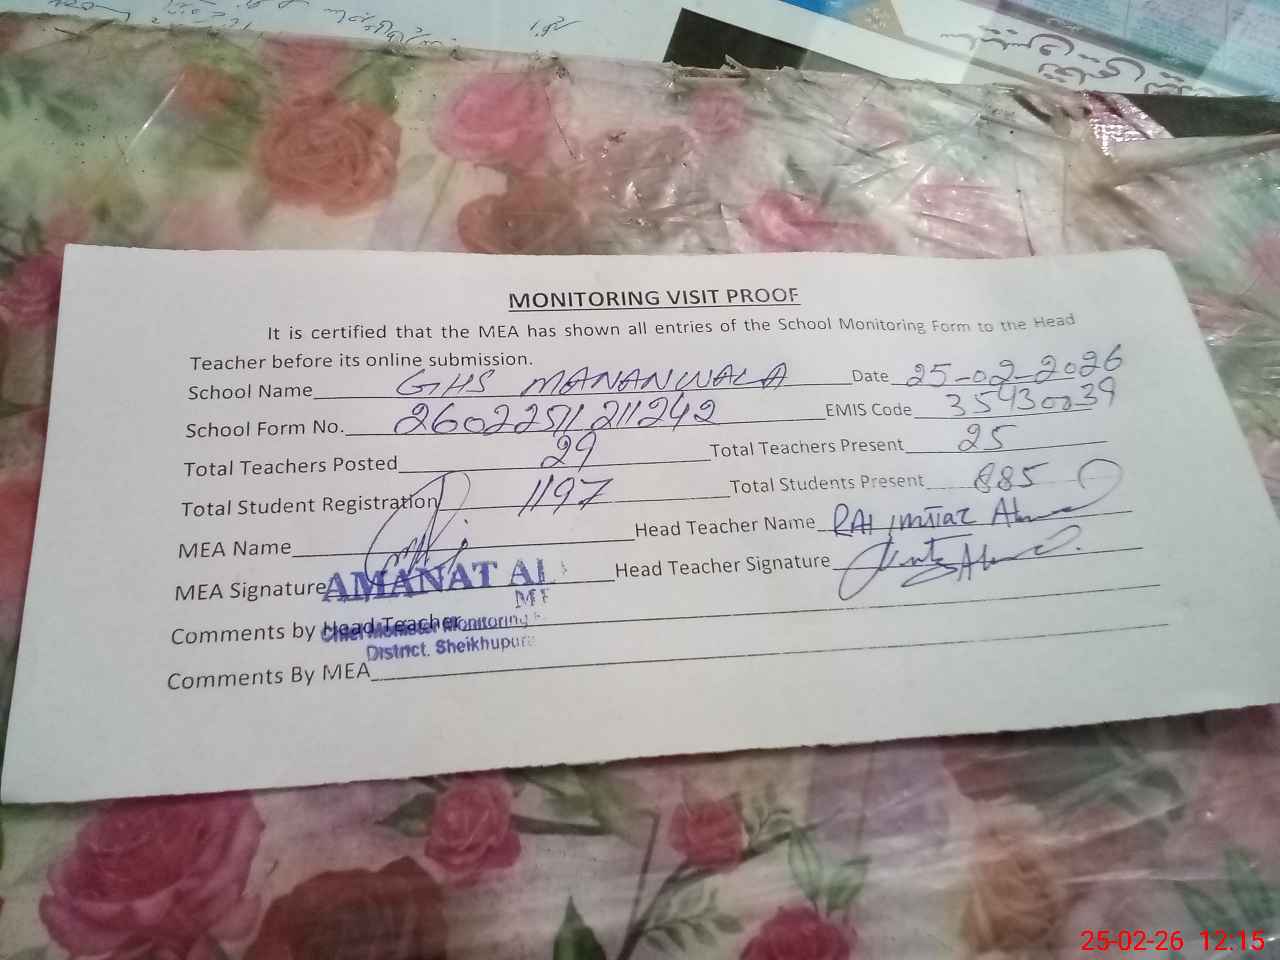 MONITORING VISIT PROOF
It is certified that the MEA has shown all entries of the School Monitoring Form to the Head
Teacher before its online submission.
School Name GHS MANANWALA Date 25-02-2026
School Form No. 26022511211242 EMIS Code 35430039
Total Teachers Posted 29 Total Teachers Present 25
Total Student Registration 1197 Total Students Present 885
MEA Name Head Teacher Name RAI IMTIAZ
MEA Signature AMANAT Head Teacher Signature
Comments by Head Teacher
Monitoring
District. Sheikhupura
Comments By MEA
25-02-26 12:15